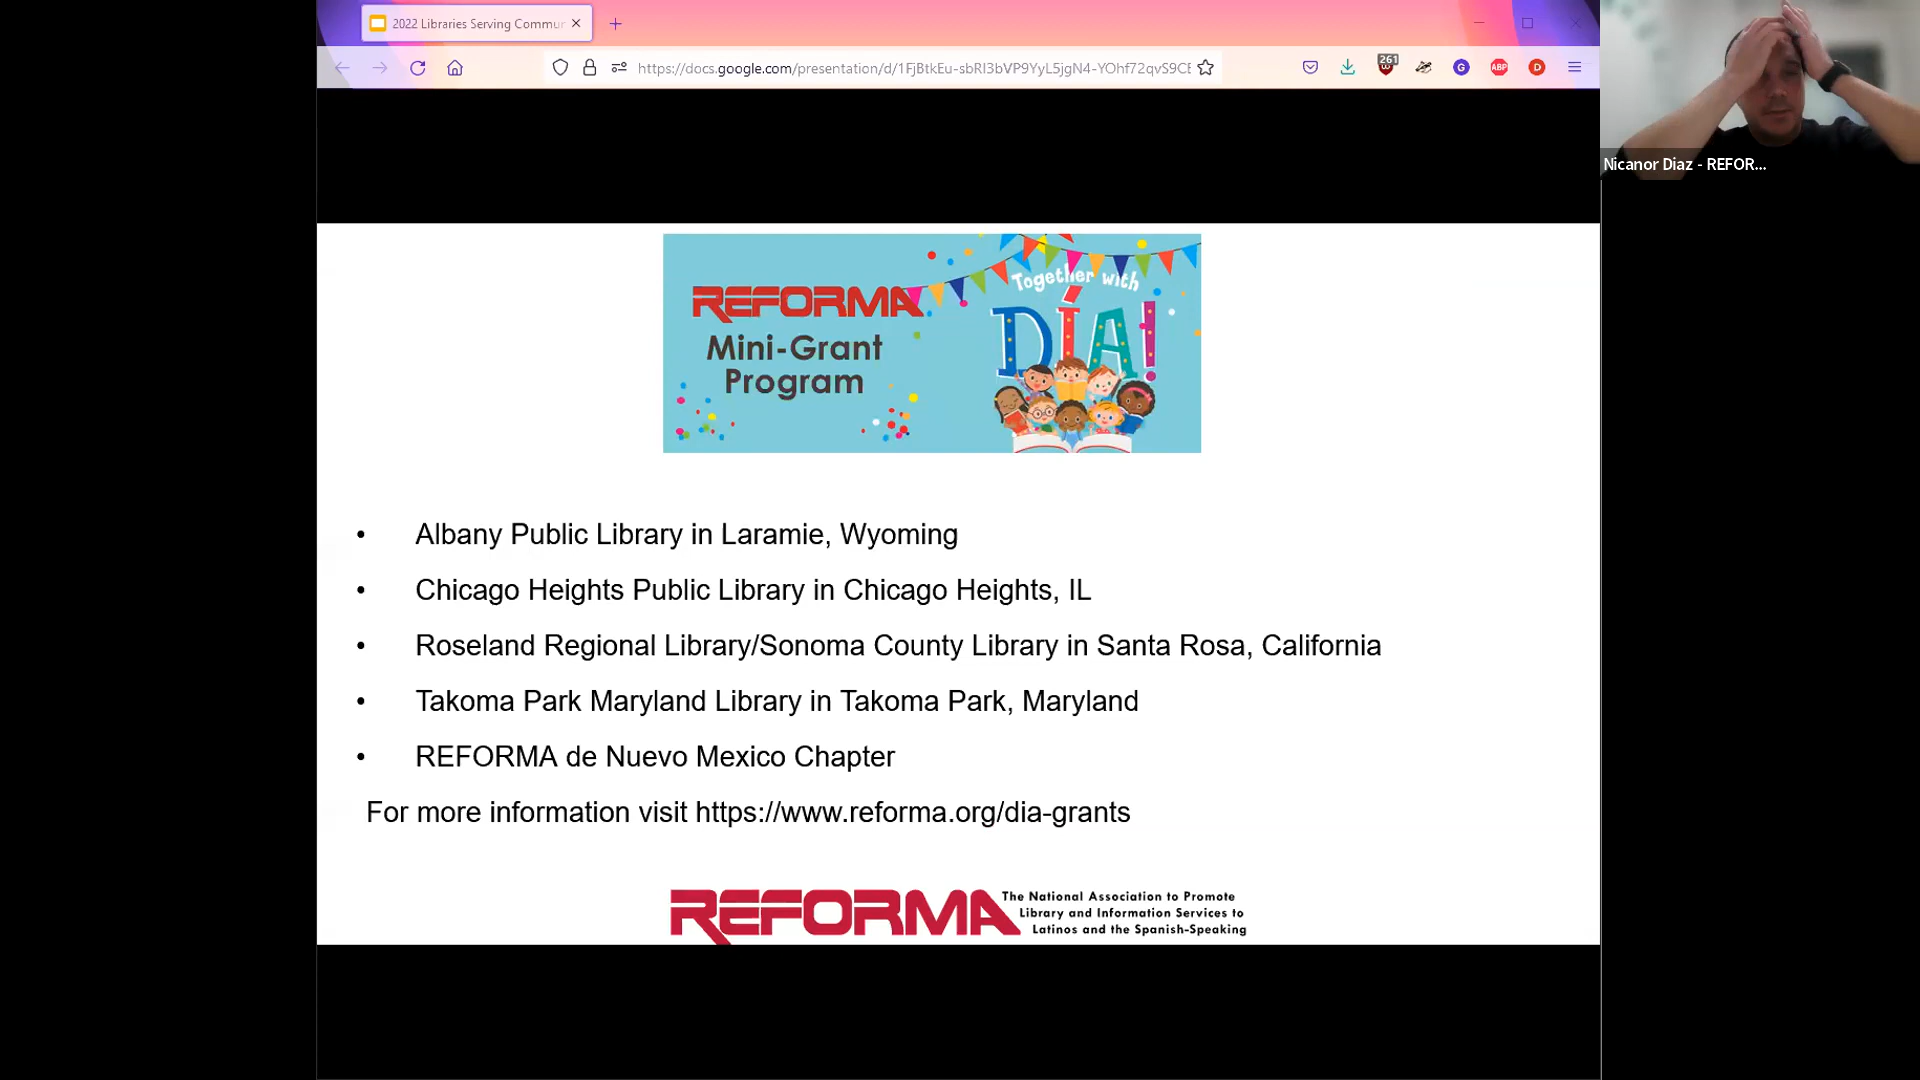 2022 Libraries Serving Commun
https://docs.google.com/presentation/d/1FjBtkEu-sbRI3bVP9YyL5jgN4-YOhf72qvS9CE
261
G
ABP
D
Nicanor Diaz - REFOR...
REFORMA
Mini-Grant
Program
Together with
DÍA!
• Albany Public Library in Laramie, Wyoming
• Chicago Heights Public Library in Chicago Heights, IL
• Roseland Regional Library/Sonoma County Library in Santa Rosa, California
• Takoma Park Maryland Library in Takoma Park, Maryland
• REFORMA de Nuevo Mexico Chapter
For more information visit https://www.reforma.org/dia-grants
REFORMA
The National Association to Promote
Library and Information Services to
Latinos and the Spanish-Speaking